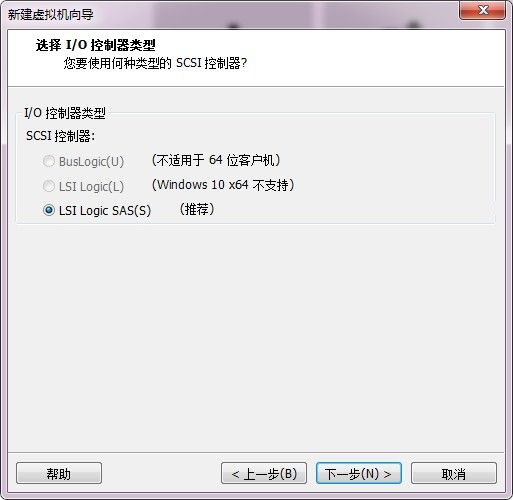 新建虚拟机向导
选择 I/O 控制器类型
您要使用何种类型的 SCSI 控制器?
I/O 控制器类型
SCSI 控制器:
BusLogic(U) (不适用于 64 位客户机)
LSI Logic(L) (Windows 10 x64 不支持)
LSI Logic SAS(S) (推荐)
帮助 < 上一步(B) 下一步(N) > 取消